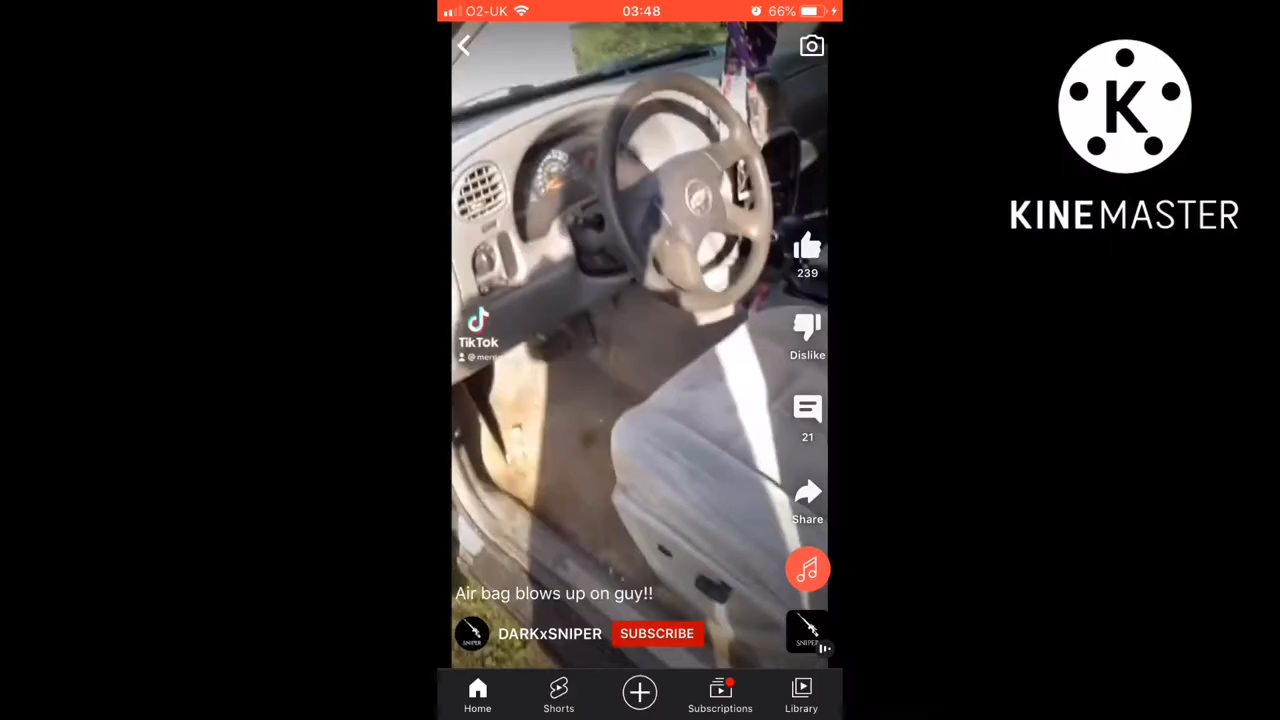 O2-UK
03:48
66%
239
TikTok
Dislike
21
Share
Air bag blows up on guy!!
SNIPER
DARKxSNIPER
SUBSCRIBE
Home
Shorts
Subscriptions
Library
K
KINEMASTER